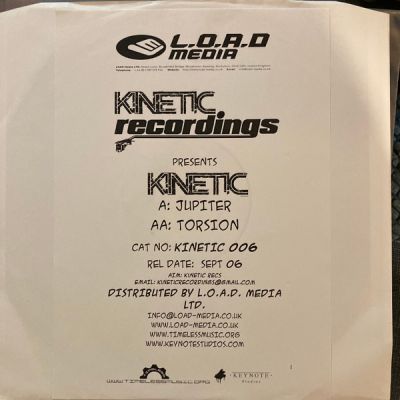 L.O.A.D
MEDIA
KINETIC
recordings
PRESENTS
KINETIC
A: JUPITER
AA: TORSION
CAT NO: KINETIC 006
REL DATE: SEPT 06
AIM: KINETIC RECS
EMAIL: KINETICRECORDINGS@GMAIL.COM
DISTRIBUTED BY L.O.A.D. MEDIA
LTD.
INFO@LOAD-MEDIA.CO.UK
WWW.LOAD-MEDIA.CO.UK
WWW.TIMELESSMUSIC.ORG
WWW.KEYNOTESTUDIOS.COM
WWW.TIMELESSMUSIC.ORG
KEYNOTE
Studios